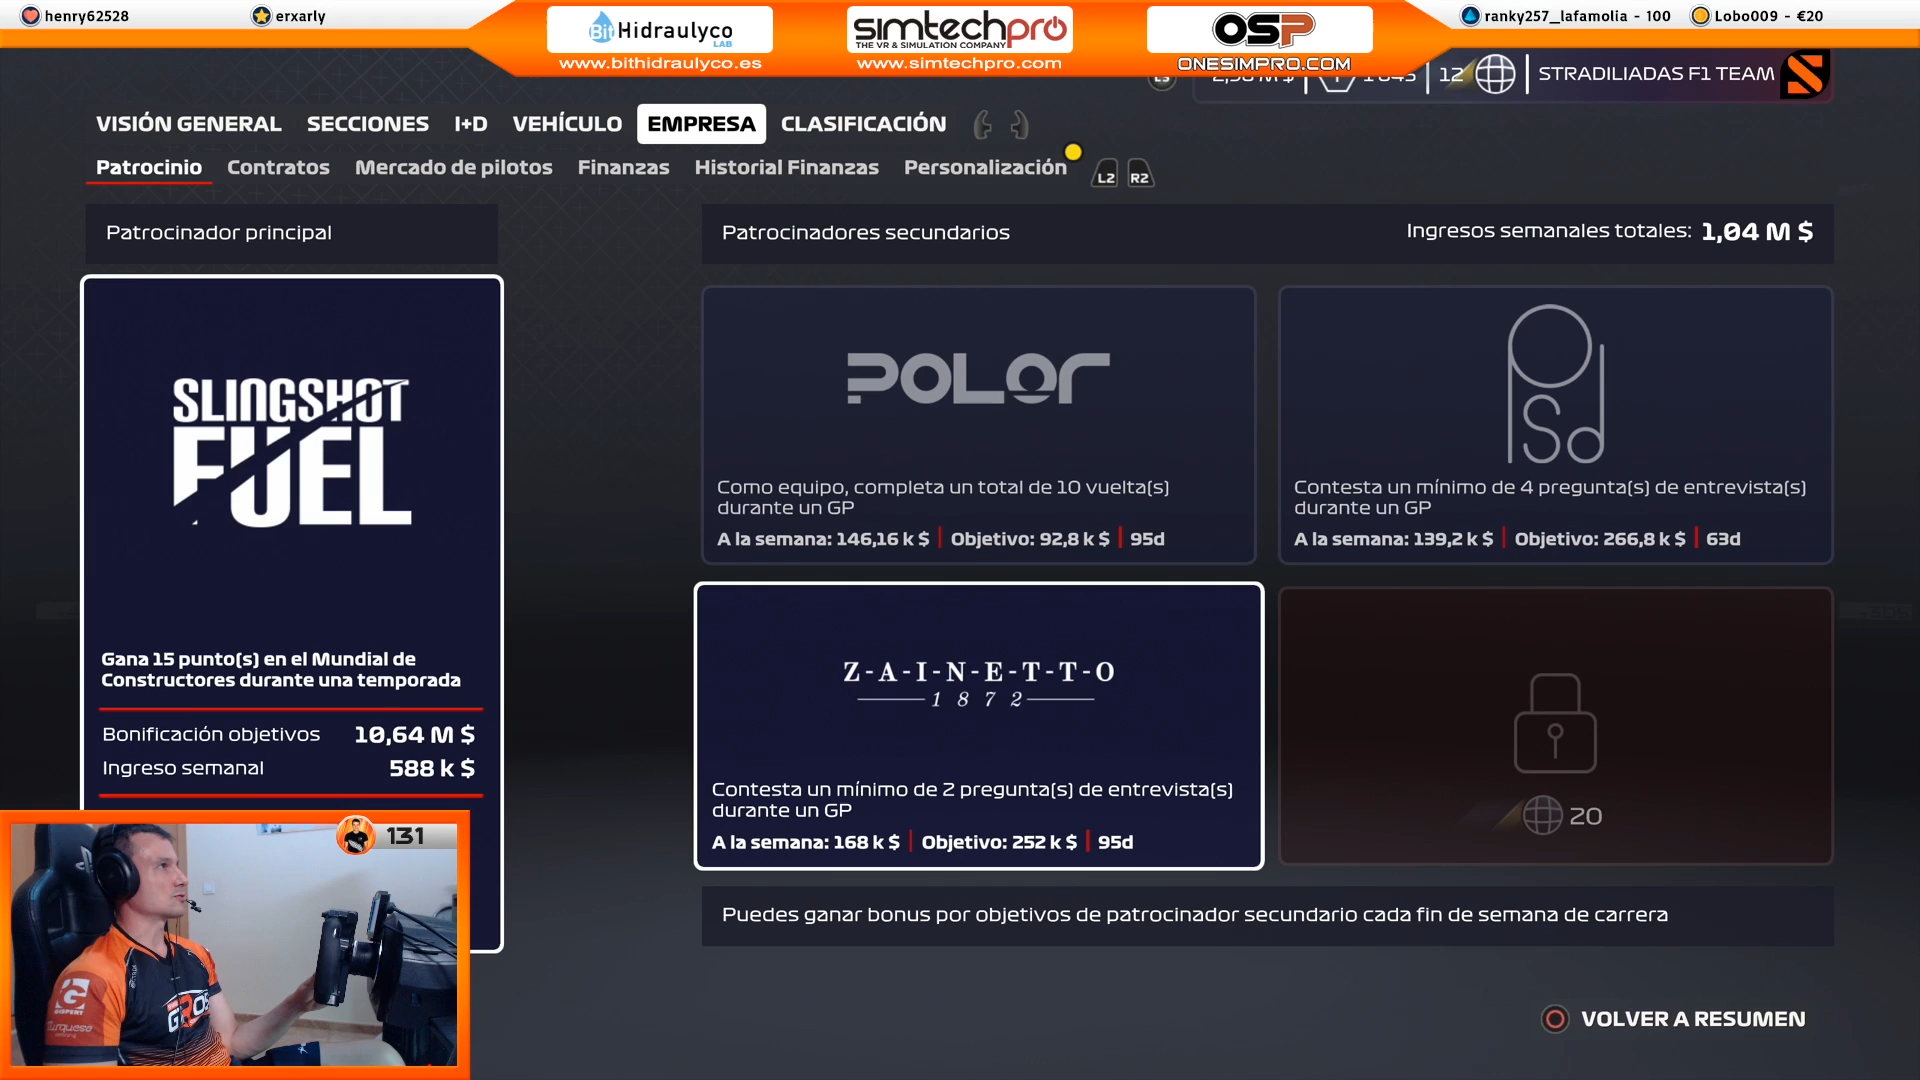 henry62528
erxarly
BitHidraulyco
LAB
www.bithidraulyco.es
simtechpro
THE VR & SIMULATION COMPANY
www.simtechpro.com
OSP
ONESIMPRO.COM
ranky257_lafamolia - 100
Lobo009 - €20
12
STRADILIADAS F1 TEAM
VISIÓN GENERAL
SECCIONES
I+D
VEHÍCULO
EMPRESA
CLASIFICACIÓN
Patrocinio
Contratos
Mercado de pilotos
Finanzas
Historial Finanzas
Personalización
L2
R2
Patrocinador principal
Patrocinadores secundarios
Ingresos semanales totales: 1,04 M $
SLINGSHOT
FUEL
Gana 15 punto(s) en el Mundial de
Constructores durante una temporada
Bonificación objetivos 10,64 M $
Ingreso semanal 588 k $
POLAR
Como equipo, completa un total de 10 vuelta(s)
durante un GP
A la semana: 146,16 k $ | Objetivo: 92,8 k $ | 95d
Contesta un mínimo de 4 pregunta(s) de entrevista(s)
durante un GP
A la semana: 139,2 k $ | Objetivo: 266,8 k $ | 63d
Z-A-I-N-E-T-T-O
1 8 7 2
Contesta un mínimo de 2 pregunta(s) de entrevista(s)
durante un GP
A la semana: 168 k $ | Objetivo: 252 k $ | 95d
20
Puedes ganar bonus por objetivos de patrocinador secundario cada fin de semana de carrera
131
VOLVER A RESUMEN